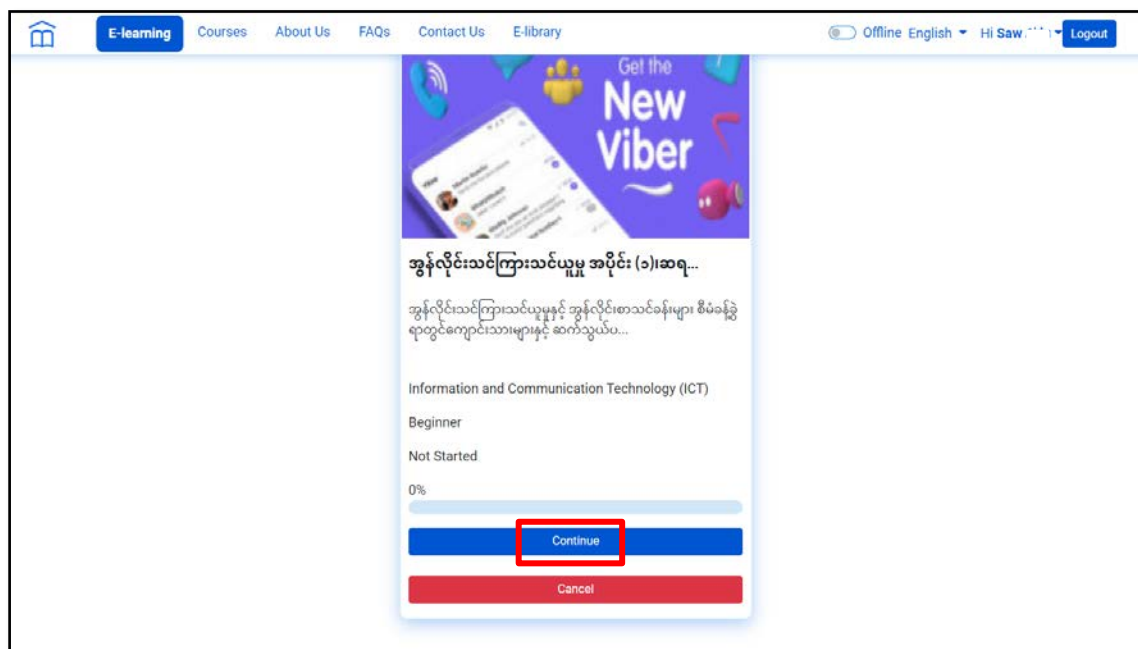 E-learning Courses About Us FAQs Contact Us E-library Offline English Hi Saw Logout
Get the
New
Viber
အွန်လိုင်းသင်ကြားသင်ယူမှု အပိုင်း (၁)၊ဆရ...
အွန်လိုင်းသင်ကြားသင်ယူမှုနှင့် အွန်လိုင်းစာသင်ခန်းများ စီမံခန့်ခွဲ
ရာတွင်ကျောင်းသားများနှင့် ဆက်သွယ်ပ...
Information and Communication Technology (ICT)
Beginner
Not Started
0%
Continue
Cancel